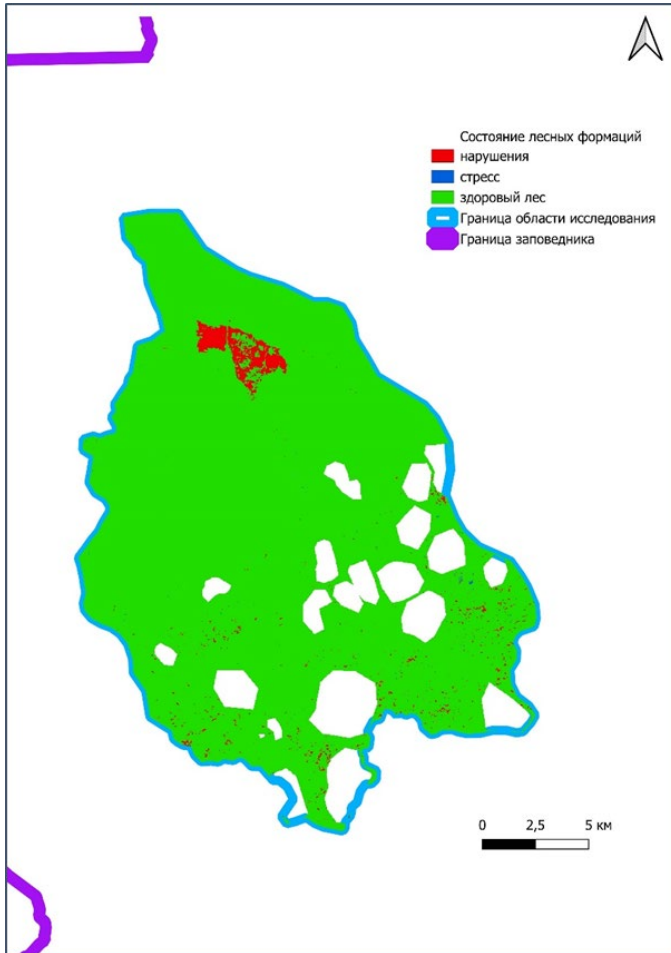 Состояние лесных формаций
нарушения
стресс
здоровый лес
Граница области исследования
Граница заповедника
0 2,5 5 км